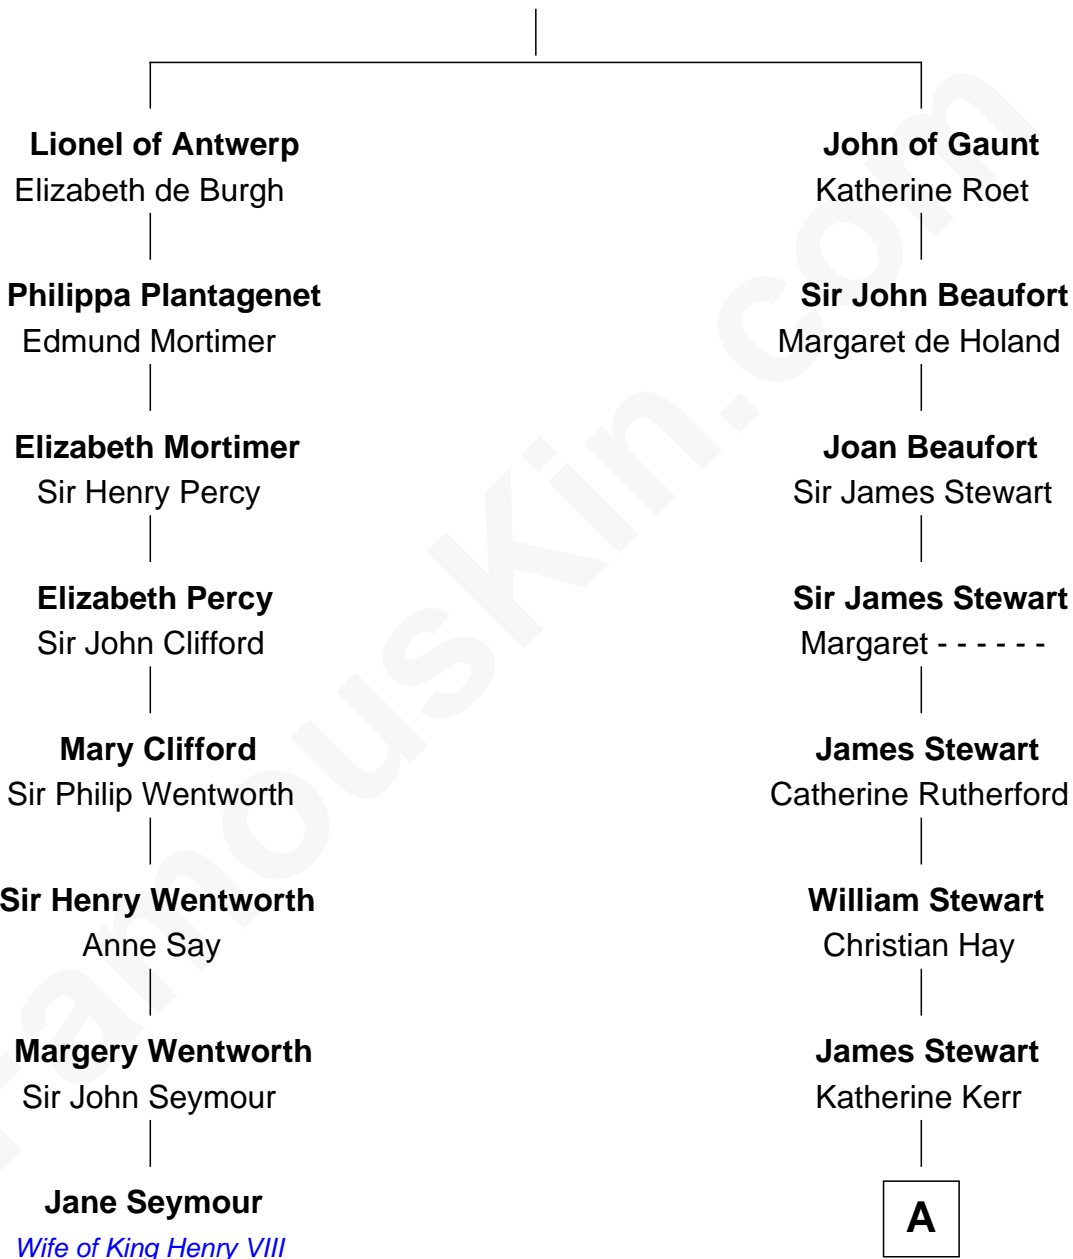 Lionel of Antwerp
Elizabeth de Burgh
Philippa Plantagenet
Edmund Mortimer
Elizabeth Mortimer
Sir Henry Percy
Elizabeth Percy
Sir John Clifford
Mary Clifford
Sir Philip Wentworth
Sir Henry Wentworth
Anne Say
Margery Wentworth
Sir John Seymour
Jane Seymour
Wife of King Henry VIII
John of Gaunt
Katherine Roet
Sir John Beaufort
Margaret de Holand
Joan Beaufort
Sir James Stewart
Sir James Stewart
Margaret - - - - - -
James Stewart
Catherine Rutherford
William Stewart
Christian Hay
James Stewart
Katherine Kerr
A
FamousKin.com